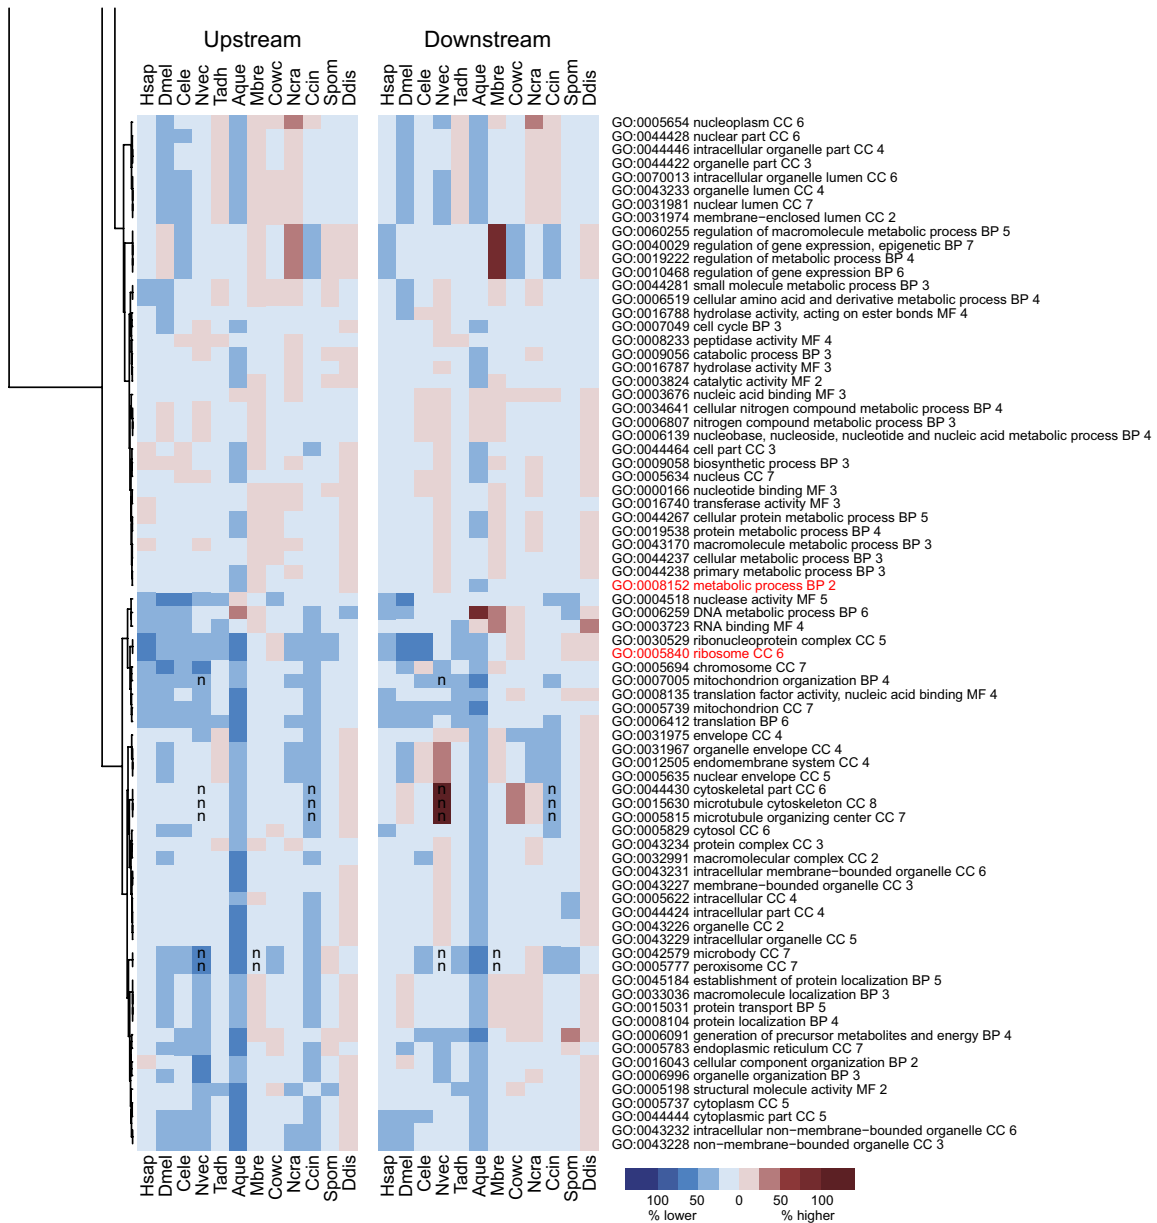 Upstream Downstream
Hsap Dmel Cele Nvec Tadh Aque Mbre Cowc Ncra Ccin Spom Ddis Hsap Dmel Cele Nvec Tadh Aque Mbre Cowc Ncra Ccin Spom Ddis
GO:0005654 nucleoplasm CC 6
GO:0044428 nuclear part CC 6
GO:0044446 intracellular organelle part CC 4
GO:0044422 organelle part CC 3
GO:0070013 intracellular organelle lumen CC 6
GO:0043233 organelle lumen CC 4
GO:0031981 nuclear lumen CC 7
GO:0031974 membrane−enclosed lumen CC 2
GO:0060255 regulation of macromolecule metabolic process BP 5
GO:0040029 regulation of gene expression, epigenetic BP 7
GO:0019222 regulation of metabolic process BP 4
GO:0010468 regulation of gene expression BP 6
GO:0044281 small molecule metabolic process BP 3
GO:0006519 cellular amino acid and derivative metabolic process BP 4
GO:0016788 hydrolase activity, acting on ester bonds MF 4
GO:0007049 cell cycle BP 3
GO:0008233 peptidase activity MF 4
GO:0009056 catabolic process BP 3
GO:0016787 hydrolase activity MF 3
GO:0003824 catalytic activity MF 2
GO:0003676 nucleic acid binding MF 3
GO:0034641 cellular nitrogen compound metabolic process BP 4
GO:0006807 nitrogen compound metabolic process BP 3
GO:0006139 nucleobase, nucleoside, nucleotide and nucleic acid metabolic process BP 4
GO:0044464 cell part CC 3
GO:0009058 biosynthetic process BP 3
GO:0005634 nucleus CC 7
GO:0000166 nucleotide binding MF 3
GO:0016740 transferase activity MF 3
GO:0044267 cellular protein metabolic process BP 5
GO:0019538 protein metabolic process BP 4
GO:0043170 macromolecule metabolic process BP 3
GO:0044237 cellular metabolic process BP 3
GO:0044238 primary metabolic process BP 3
GO:0008152 metabolic process BP 2
GO:0004518 nuclease activity MF 5
GO:0006259 DNA metabolic process BP 6
GO:0003723 RNA binding MF 4
GO:0030529 ribonucleoprotein complex CC 5
GO:0005840 ribosome CC 6
GO:0005694 chromosome CC 7
n n GO:0007005 mitochondrion organization BP 4
GO:0008135 translation factor activity, nucleic acid binding MF 4
GO:0005739 mitochondrion CC 7
GO:0006412 translation BP 6
GO:0031975 envelope CC 4
GO:0031967 organelle envelope CC 4
GO:0012505 endomembrane system CC 4
GO:0005635 nuclear envelope CC 5
n n n n GO:0044430 cytoskeletal part CC 6
n n n n GO:0015630 microtubule cytoskeleton CC 8
n n n n GO:0005815 microtubule organizing center CC 7
GO:0005829 cytosol CC 6
GO:0043234 protein complex CC 3
GO:0032991 macromolecular complex CC 2
GO:0043231 intracellular membrane−bounded organelle CC 6
GO:0043227 membrane−bounded organelle CC 3
GO:0005622 intracellular CC 4
GO:0044424 intracellular part CC 4
GO:0043226 organelle CC 2
GO:0043229 intracellular organelle CC 5
n n n n GO:0042579 microbody CC 7
n n n n GO:0005777 peroxisome CC 7
GO:0045184 establishment of protein localization BP 5
GO:0033036 macromolecule localization BP 3
GO:0015031 protein transport BP 5
GO:0008104 protein localization BP 4
GO:0006091 generation of precursor metabolites and energy BP 4
GO:0005783 endoplasmic reticulum CC 7
GO:0016043 cellular component organization BP 2
GO:0006996 organelle organization BP 3
GO:0005198 structural molecule activity MF 2
GO:0005737 cytoplasm CC 5
GO:0044444 cytoplasmic part CC 5
GO:0043232 intracellular non−membrane−bounded organelle CC 6
GO:0043228 non−membrane−bounded organelle CC 3
Hsap Dmel Cele Nvec Tadh Aque Mbre Cowc Ncra Ccin Spom Ddis Hsap Dmel Cele Nvec Tadh Aque Mbre Cowc Ncra Ccin Spom Ddis
100 50 0 50 100
% lower % higher